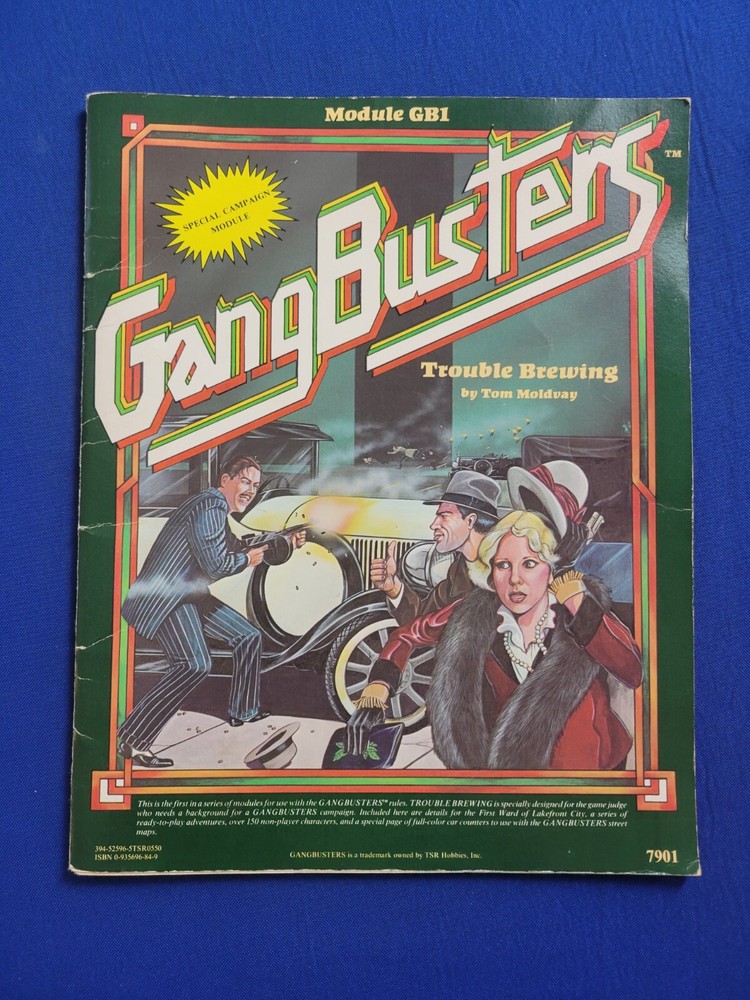 Module GB1
SPECIAL CAMPAIGN
MODULE
GangBusters
TM
Trouble Brewing
by Tom Moldvay
This is the first in a series of modules for use with the GANGBUSTERS™ rules. TROUBLE BREWING is specially designed for the game judge
who needs a background for a GANGBUSTERS campaign. Included here are details for the First Ward of Lakefront City, a series of
ready-to-play adventures, over 150 non-player characters, and a special page of full-color car counters to use with the GANGBUSTERS street
maps.
394-52596-5TSR0550
ISBN 0-935696-84-9
GANGBUSTERS is a trademark owned by TSR Hobbies, Inc.
7901